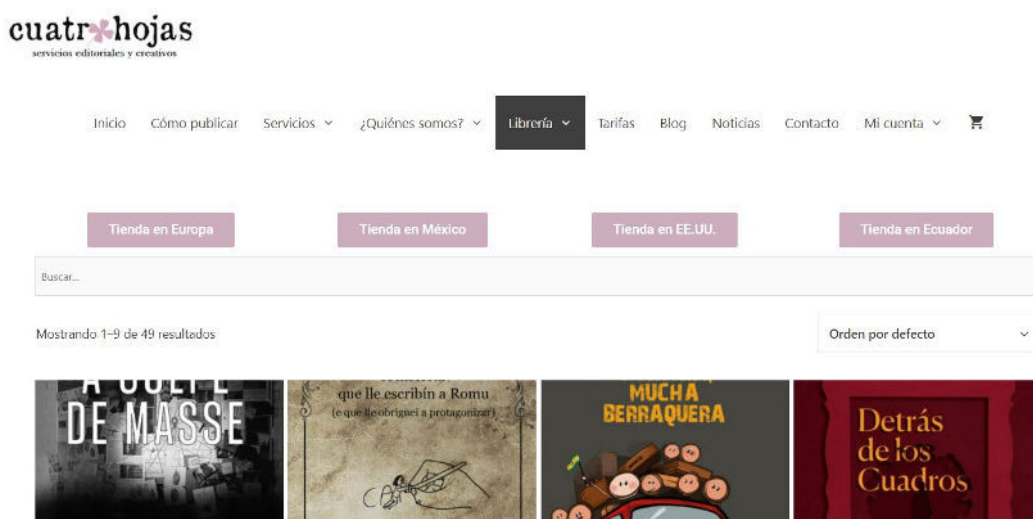 cuatrohojas
servicios editoriales y creativos
Inicio Cómo publicar Servicios ¿Quiénes somos? Librería Tarifas Blog Noticias Contacto Mi cuenta
Tienda en Europa Tienda en México Tienda en EE.UU. Tienda en Ecuador
Buscar...
Mostrando 1–9 de 49 resultados
Orden por defecto
A GOLPE
DE MASSE
que lle escribín a Romu
(e que lle obriguei a protagonizar)
MUCHA
BERRAQUERA
Detrás
de los
Cuadros